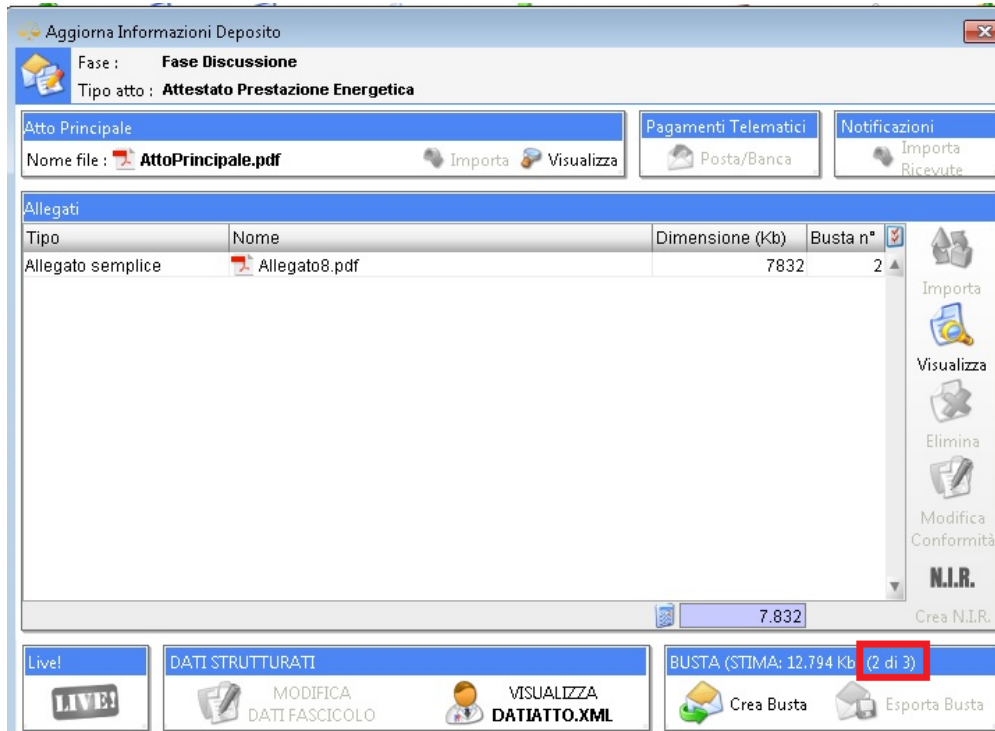 Aggiorna Informazioni Deposito
Fase : Fase Discussione
Tipo atto : Attestato Prestazione Energetica
Atto Principale
Nome file : AttoPrincipale.pdf Importa Visualizza
Pagamenti Telematici
Posta/Banca
Notificazioni
Importa
Ricevute
Allegati
Tipo Nome Dimensione (Kb) Busta n°
Allegato semplice Allegato8.pdf 7832 2
Importa
Visualizza
Elimina
Modifica
Conformità
N.I.R.
Crea N.I.R.
7.832
Live!
LIVE!
DATI STRUTTURATI
MODIFICA
DATI FASCICOLO
VISUALIZZA
DATIATTO.XML
BUSTA (STIMA: 12.794 Kb) (2 di 3)
Crea Busta Esporta Busta